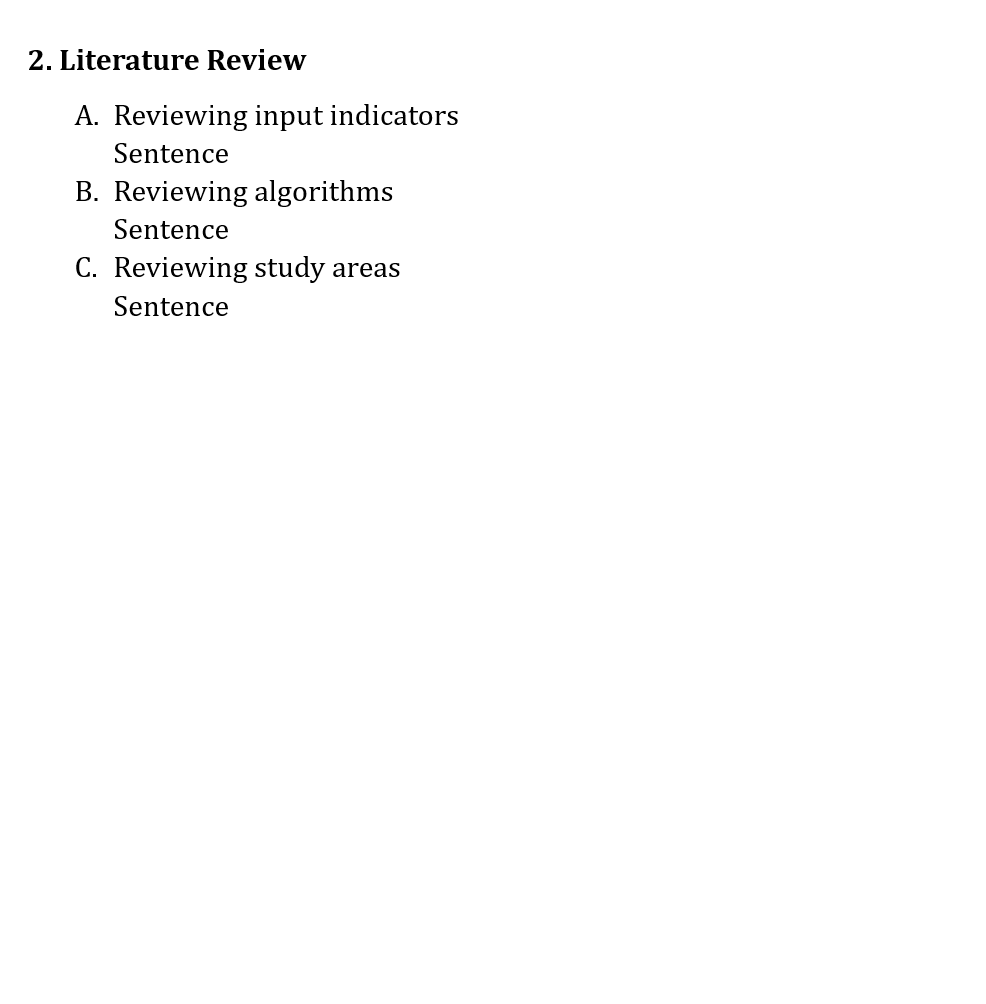 2. Literature Review
A. Reviewing input indicators
Sentence
B. Reviewing algorithms
Sentence
C. Reviewing study areas
Sentence